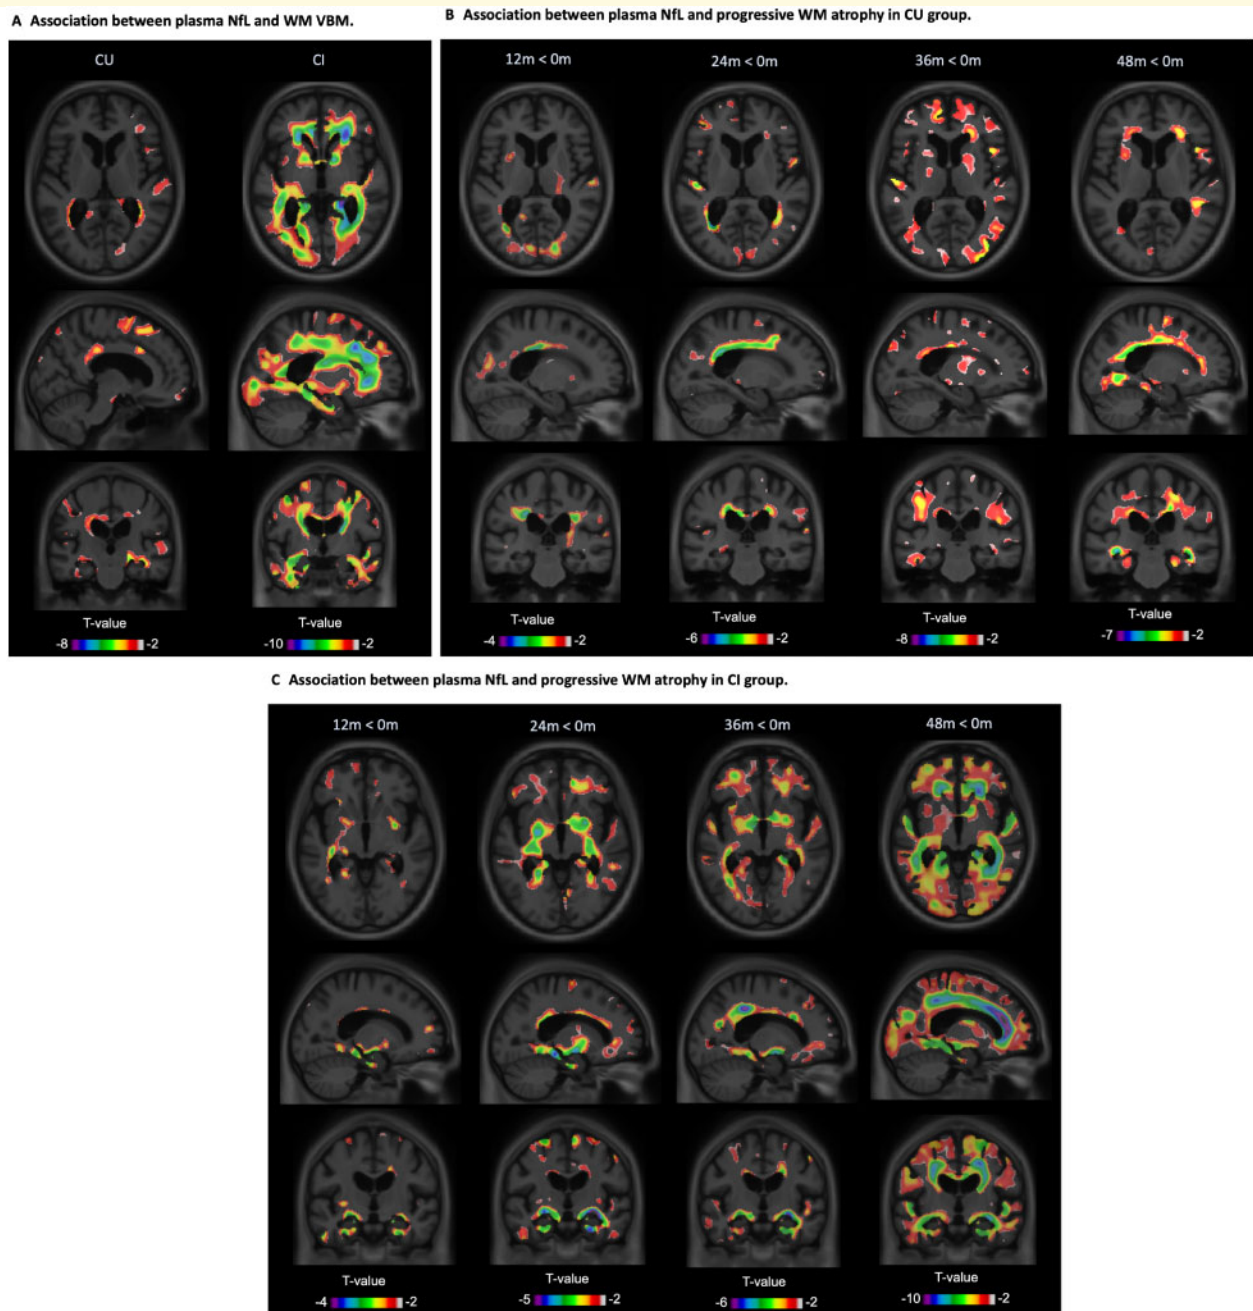 A Association between plasma NfL and WM VBM.
B Association between plasma NfL and progressive WM atrophy in CU group.
CU CI
12m < 0m 24m < 0m 36m < 0m 48m < 0m
T-value T-value
-8 -2 -10 -2
T-value T-value T-value T-value
-4 -2 -6 -2 -8 -2 -7 -2
C Association between plasma NfL and progressive WM atrophy in CI group.
12m < 0m 24m < 0m 36m < 0m 48m < 0m
T-value T-value T-value T-value
-4 -2 -5 -2 -6 -2 -10 -2